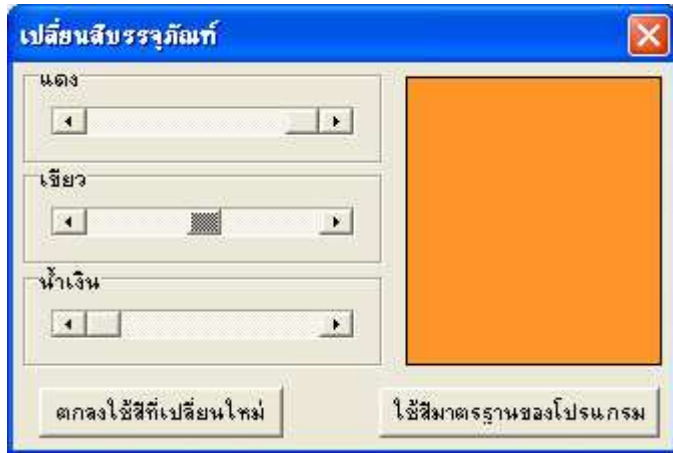 เปลี่ยนสีบรรจุภัณฑ์
แดง
เขียว
น้ำเงิน
ตกลงใช้สีที่เปลี่ยนใหม่
ใช้สีมาตรฐานของโปรแกรม